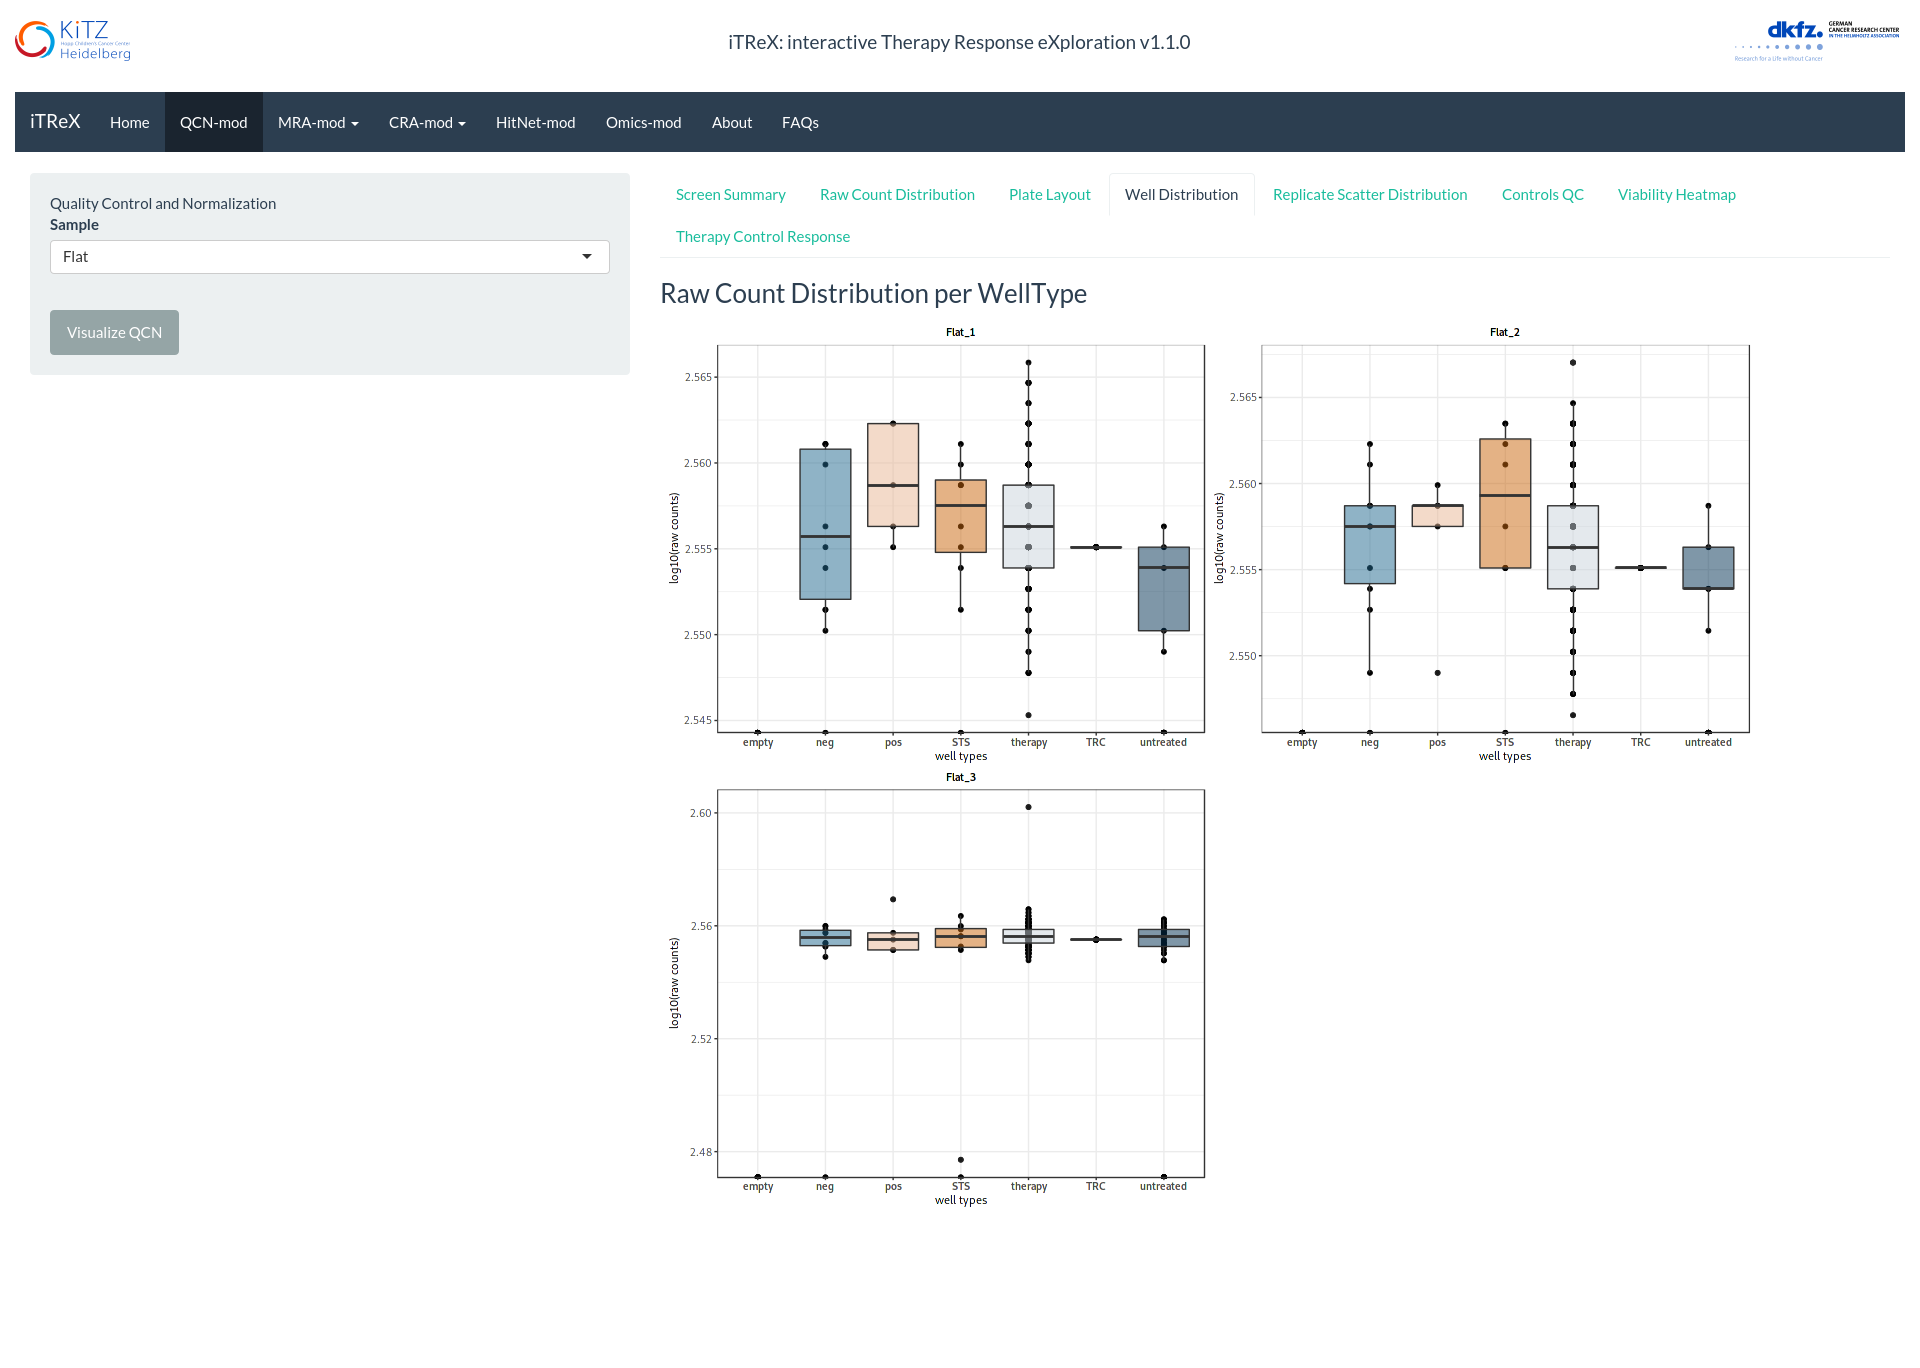 KiTZ
Hopp Children's Cancer Center
Heidelberg
iTReX: interactive Therapy Response eXploration v1.1.0
dkfz.
GERMAN
CANCER RESEARCH CENTER
IN THE HELMHOLTZ ASSOCIATION
Research for a Life without Cancer
iTReX Home QCN-mod MRA-mod CRA-mod HitNet-mod Omics-mod About FAQs
Quality Control and Normalization
Sample
Flat
Visualize QCN
Screen Summary Raw Count Distribution Plate Layout Well Distribution Replicate Scatter Distribution Controls QC Viability Heatmap
Therapy Control Response
Raw Count Distribution per WellType
Flat_1
2.565
2.560
2.555
2.550
2.545
log10(raw counts)
empty neg pos STS therapy TRC untreated
well types
Flat_2
2.565
2.560
2.555
2.550
log10(raw counts)
empty neg pos STS therapy TRC untreated
well types
Flat_3
2.60
2.56
2.52
2.48
log10(raw counts)
empty neg pos STS therapy TRC untreated
well types